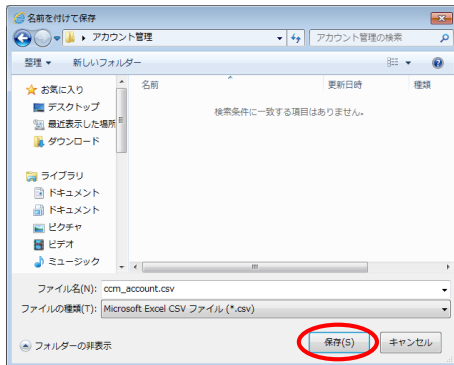 名前を付けて保存
アカウント管理
アカウント管理の検索
整理 新しいフォルダー
名前 更新日時 種類
検索条件に一致する項目はありません。
お気に入り
デスクトップ
最近表示した場所
ダウンロード
ライブラリ
ドキュメント
ドキュメント
ピクチャ
ビデオ
ミュージック
ファイル名(N): ccm_account.csv
ファイルの種類(T): Microsoft Excel CSV ファイル (*.csv)
フォルダーの非表示 保存(S) キャンセル